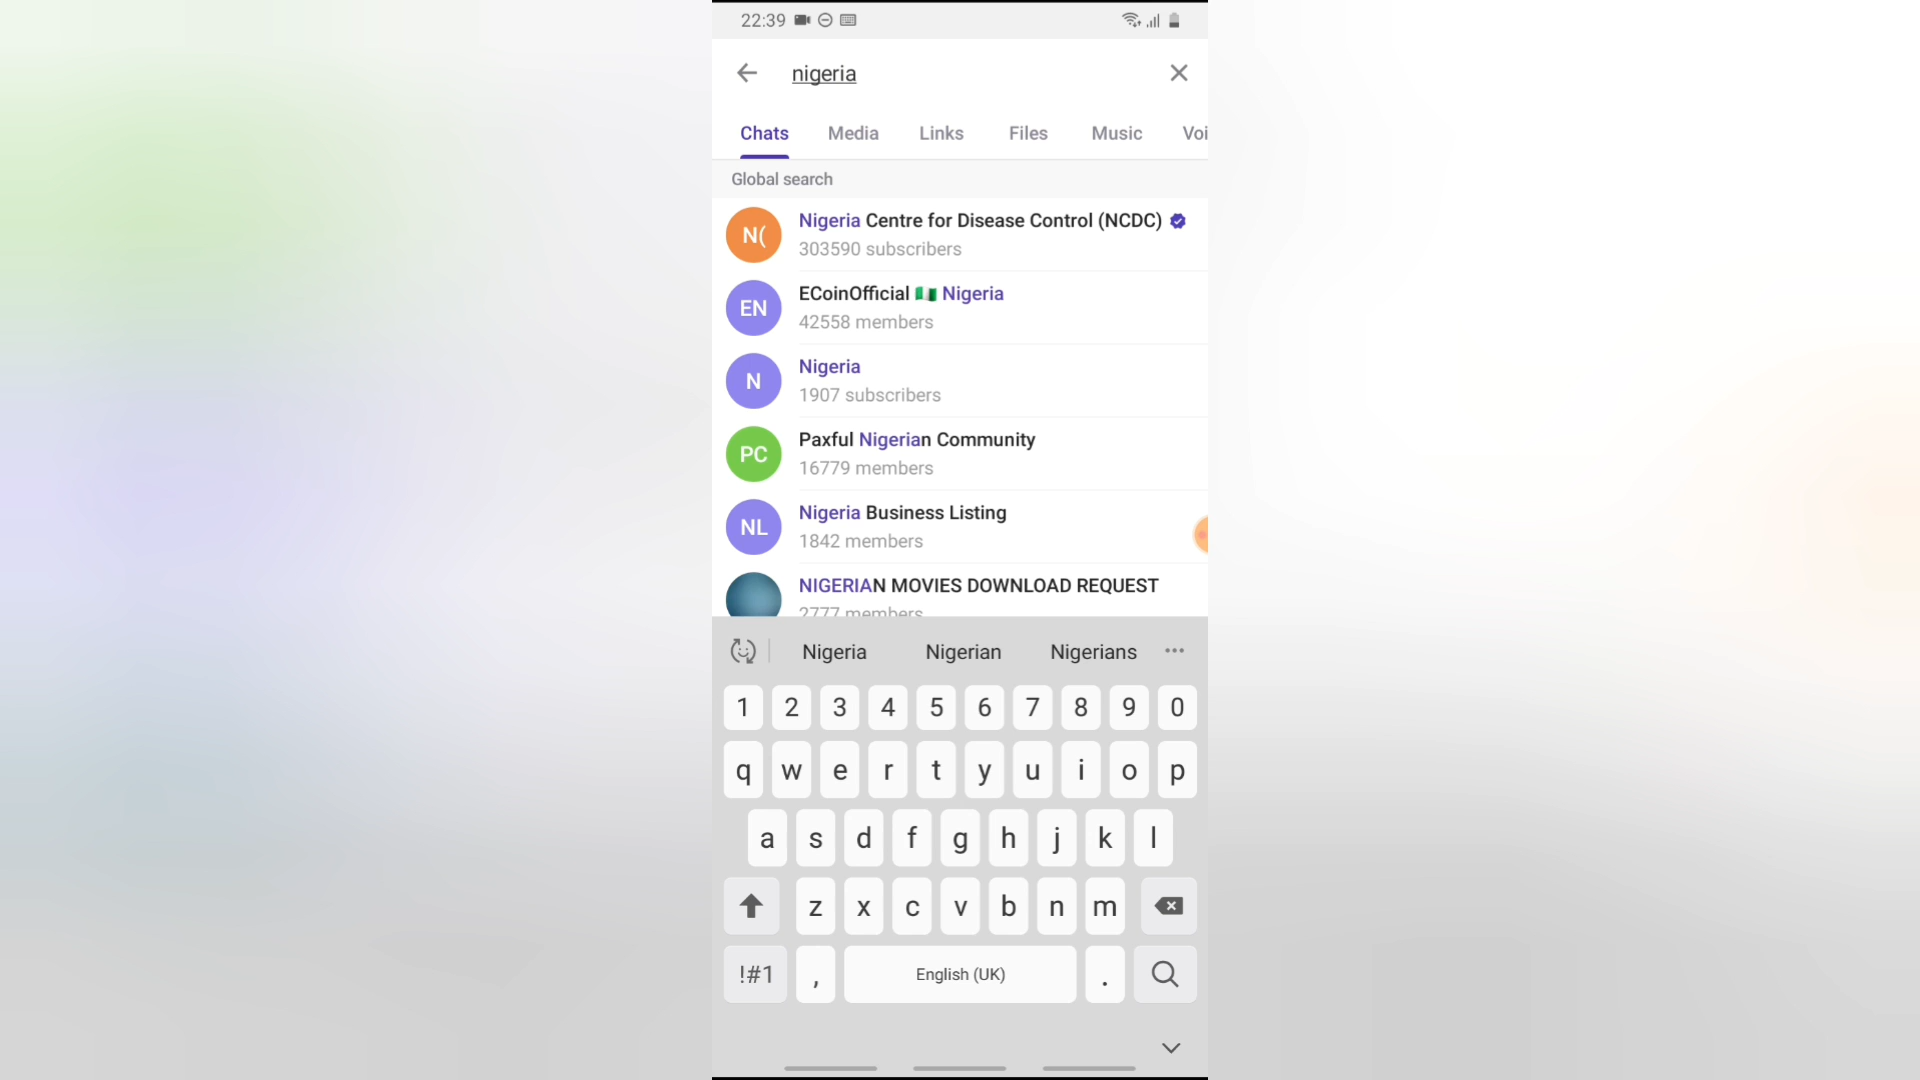 22:39
nigeria
Chats Media Links Files Music Voi
Global search
N( Nigeria Centre for Disease Control (NCDC)
303590 subscribers
EN ECoinOfficial 🇳🇬 Nigeria
42558 members
N Nigeria
1907 subscribers
PC Paxful Nigerian Community
16779 members
NL Nigeria Business Listing
1842 members
NIGERIAN MOVIES DOWNLOAD REQUEST
2777 members
Nigeria Nigerian Nigerians
1 2 3 4 5 6 7 8 9 0
q w e r t y u i o p
a s d f g h j k l
z x c v b n m
!#1 , English (UK) .